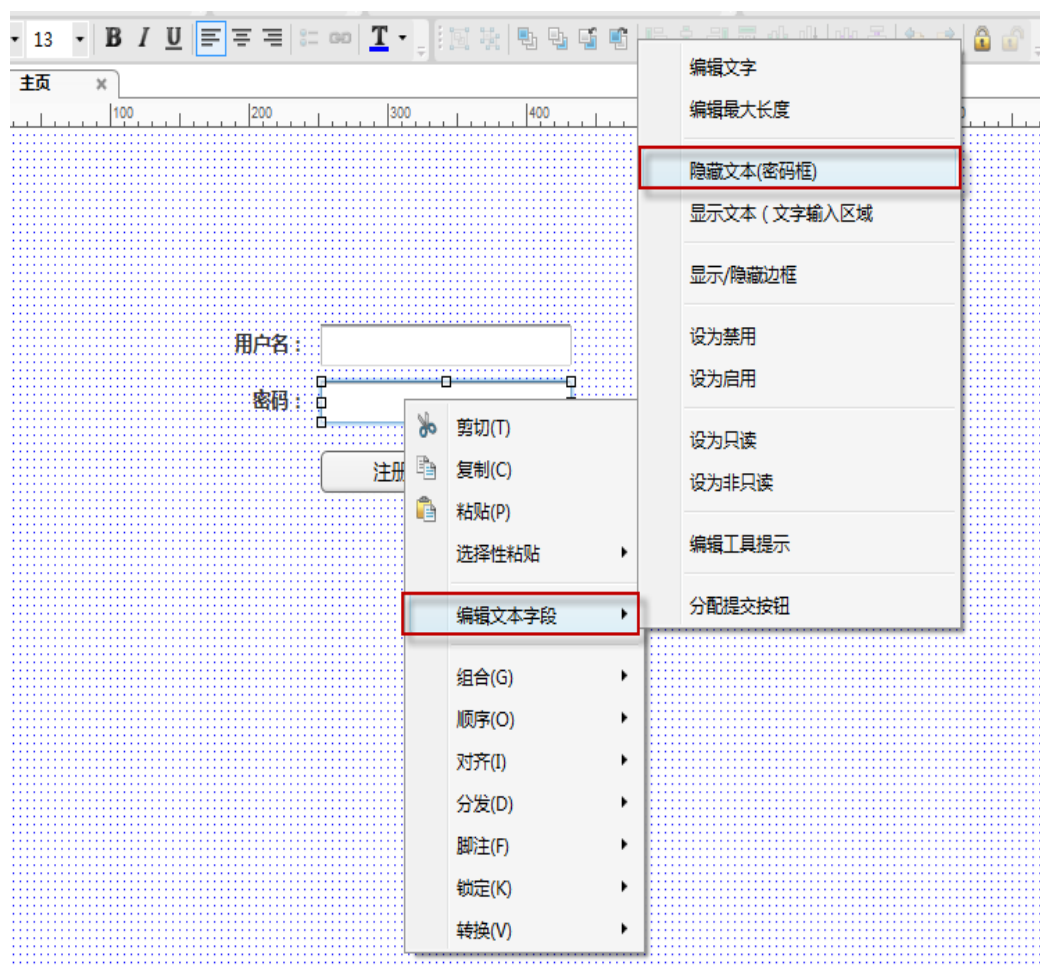 13 B I U T
主页
100 200 300 400
编辑文字
编辑最大长度
隐藏文本(密码框)
显示文本 ( 文字输入区域
显示/隐藏边框
设为禁用
设为启用
设为只读
设为非只读
编辑工具提示
分配提交按钮
用户名 :
密码 :
注册
剪切(T)
复制(C)
粘贴(P)
选择性粘贴
编辑文本字段
组合(G)
顺序(O)
对齐(I)
分发(D)
脚注(F)
锁定(K)
转换(V)